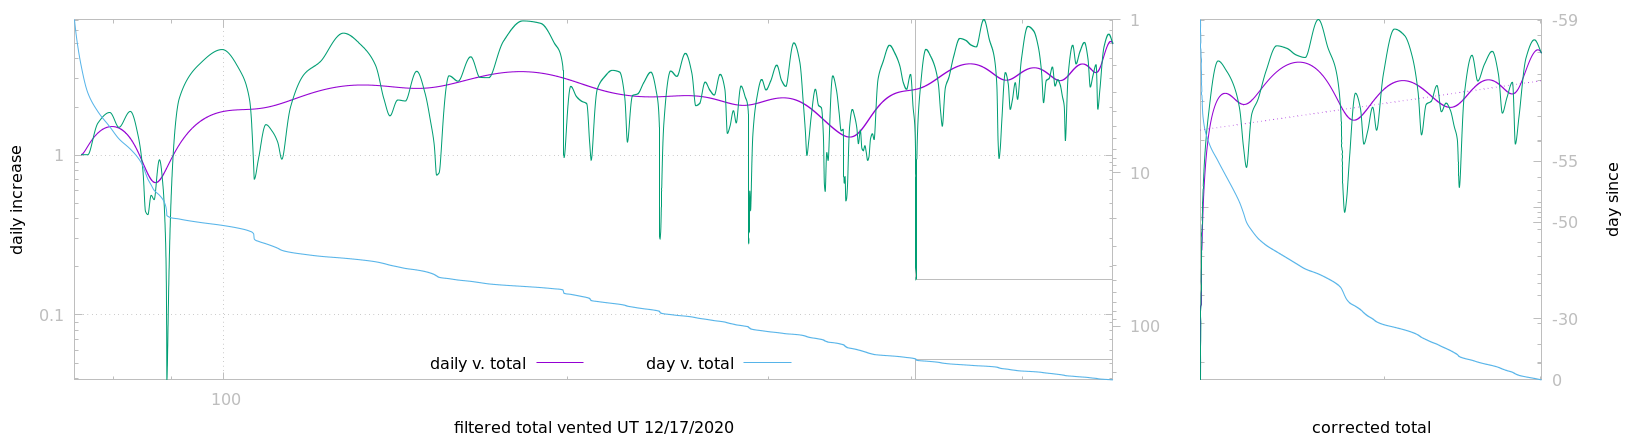 1
-59
daily increase
1
10
-55
-50
day since
0.1
100
-30
daily v. total
day v. total
0
100
filtered total vented UT 12/17/2020
corrected total